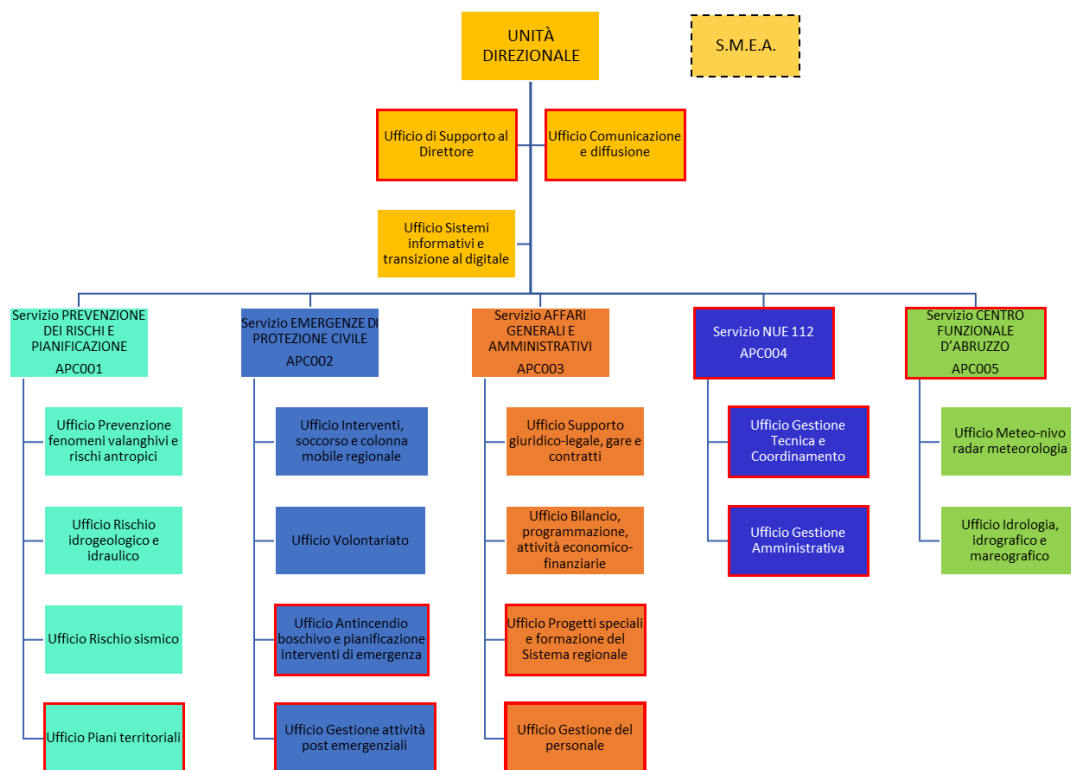 UNITÀ
DIREZIONALE
S.M.E.A.
Ufficio di Supporto al
Direttore
Ufficio Comunicazione
e diffusione
Ufficio Sistemi
informativi e
transizione al digitale
Servizio PREVENZIONE
DEI RISCHI E
PIANIFICAZIONE
APC001
Servizio EMERGENZE DI
PROTEZIONE CIVILE
APC002
Servizio AFFARI
GENERALI E
AMMINISTRATIVI
APC003
Servizio NUE 112
APC004
Servizio CENTRO
FUNZIONALE
D'ABRUZZO
APC005
Ufficio Prevenzione
fenomeni valanghivi e
rischi antropici
Ufficio Interventi,
soccorso e colonna
mobile regionale
Ufficio Supporto
giuridico-legale, gare e
contratti
Ufficio Gestione
Tecnica e
Coordinamento
Ufficio Meteo-nivo
radar meteorologia
Ufficio Rischio
idrogeologico e
idraulico
Ufficio Volontariato
Ufficio Bilancio,
programmazione,
attività economico-
finanziarie
Ufficio Gestione
Amministrativa
Ufficio Idrologia,
idrografico e
mareografico
Ufficio Rischio sismico
Ufficio Antincendio
boschivo e pianificazione
interventi di emergenza
Ufficio Progetti speciali
e formazione del
Sistema regionale
Ufficio Piani territoriali
Ufficio Gestione attività
post emergenziali
Ufficio Gestione del
personale